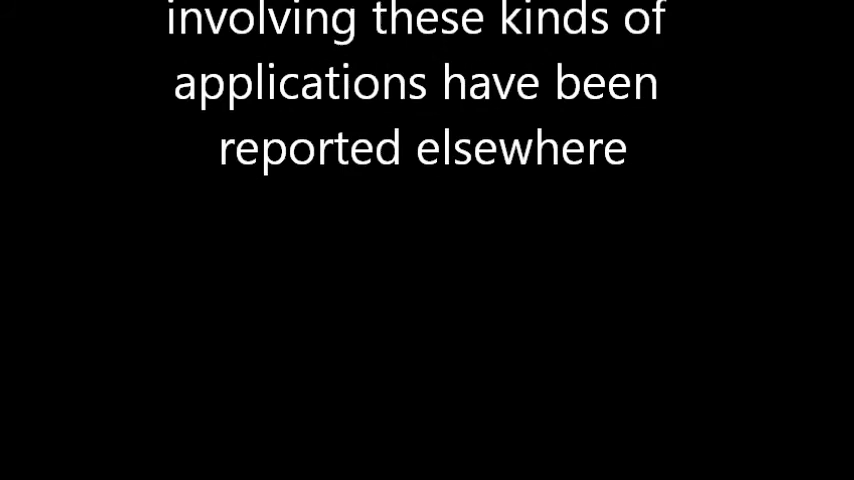 involving these kinds of
applications have been
reported elsewhere